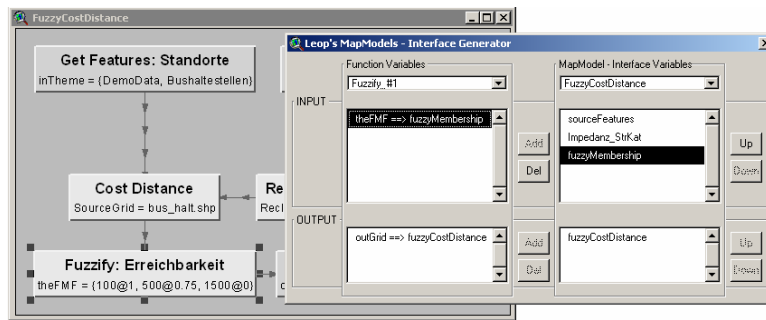 FuzzyCostDistance
Get Features: Standorte
inTheme = {DemoData, Bushaltestellen}
Cost Distance
SourceGrid = bus_halt.shp
Re
Recl
Fuzzify: Erreichbarkeit
theFMF = {100@1, 500@0.75, 1500@0}
Leop's MapModels - Interface Generator
Function Variables
MapModel - Interface Variables
Fuzzify_#1
FuzzyCostDistance
INPUT
theFMF ==> fuzzyMembership
Add
Del
sourceFeatures
Impedanz_StrKat
fuzzyMembership
Up
Down
OUTPUT
outGrid ==> fuzzyCostDistance
Add
Del
fuzzyCostDistance
Up
Down